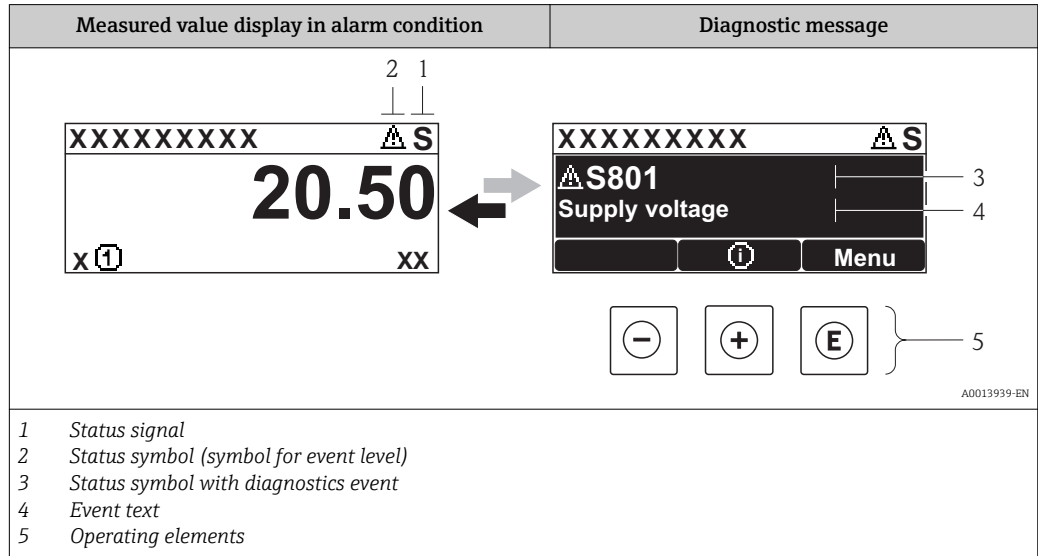 Measured value display in alarm condition
Diagnostic message
2 1
XXXXXXXXX ⚠ S
20.50
X ① XX
XXXXXXXXX ⚠ S
⚠ S801
Supply voltage
ⓘ Menu
3
4
− + E
5
A0013939-EN
1 Status signal
2 Status symbol (symbol for event level)
3 Status symbol with diagnostics event
4 Event text
5 Operating elements